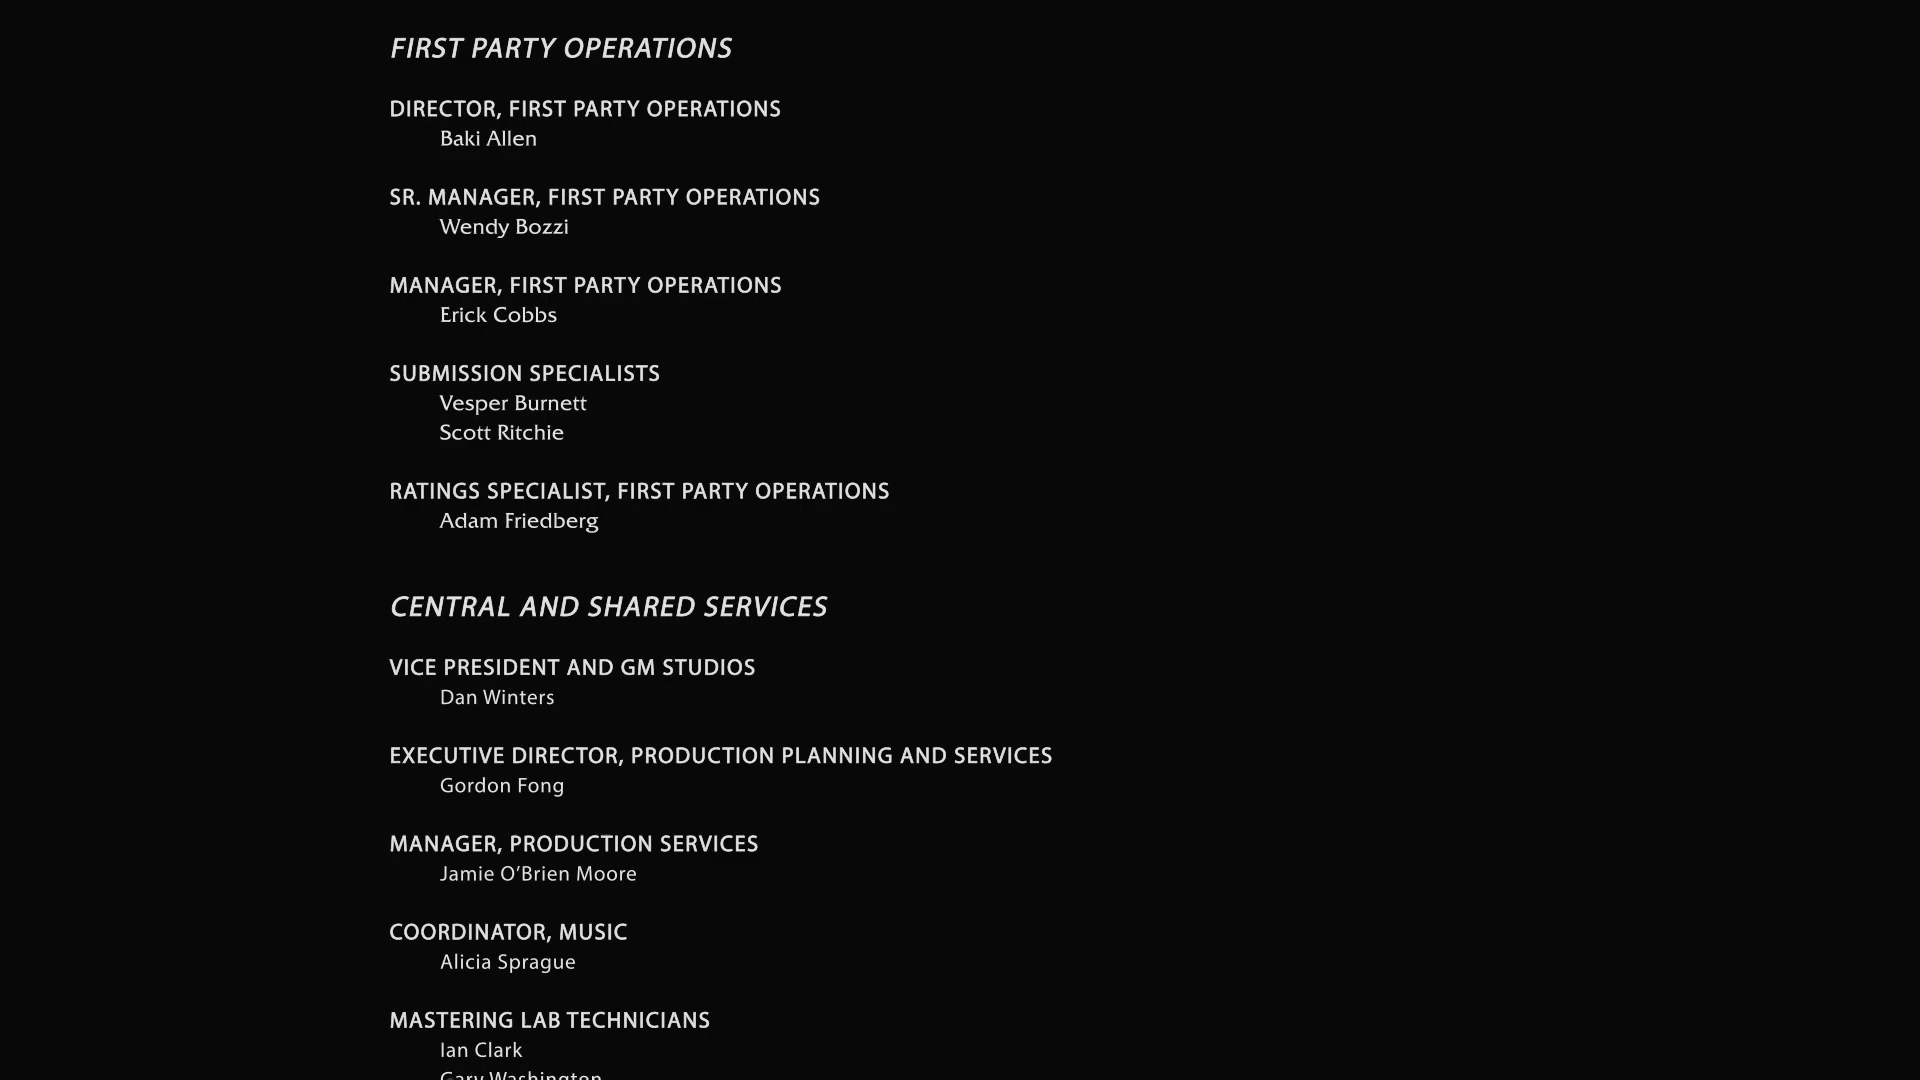 FIRST PARTY OPERATIONS
DIRECTOR, FIRST PARTY OPERATIONS
Baki Allen
SR. MANAGER, FIRST PARTY OPERATIONS
Wendy Bozzi
MANAGER, FIRST PARTY OPERATIONS
Erick Cobbs
SUBMISSION SPECIALISTS
Vesper Burnett
Scott Ritchie
RATINGS SPECIALIST, FIRST PARTY OPERATIONS
Adam Friedberg
CENTRAL AND SHARED SERVICES
VICE PRESIDENT AND GM STUDIOS
Dan Winters
EXECUTIVE DIRECTOR, PRODUCTION PLANNING AND SERVICES
Gordon Fong
MANAGER, PRODUCTION SERVICES
Jamie O’Brien Moore
COORDINATOR, MUSIC
Alicia Sprague
MASTERING LAB TECHNICIANS
Ian Clark
Gary Washington